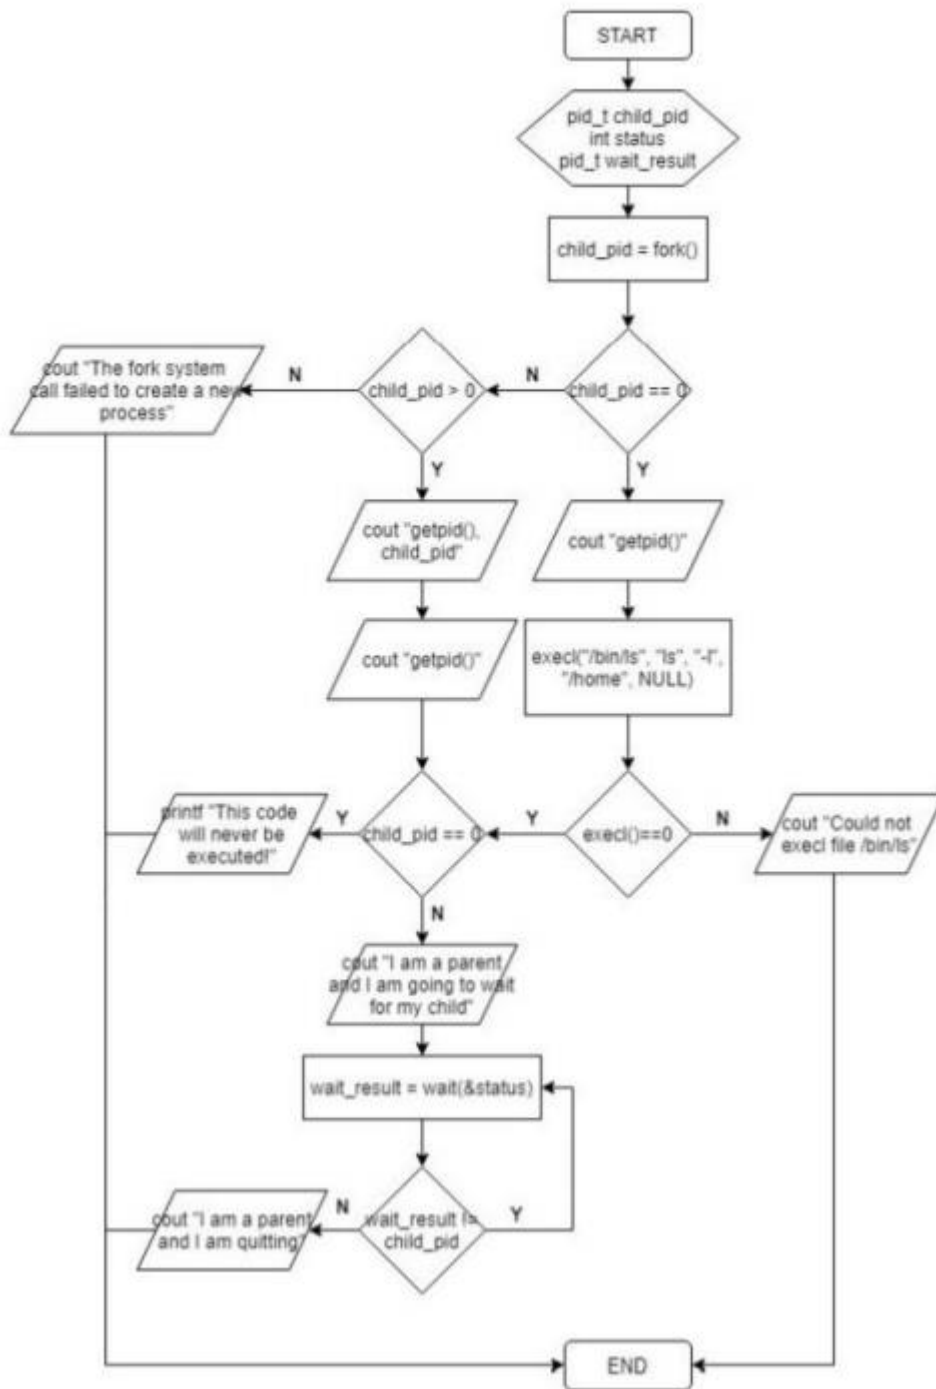 START
pid_t child_pid
int status
pid_t wait_result
child_pid = fork()
child_pid == 0
N
Y
child_pid > 0
N
Y
cout "The fork system
call failed to create a new
process"
cout "getpid(),
child_pid"
cout "getpid()"
cout "getpid()"
execl("/bin/ls", "ls", "-l",
"/home", NULL)
execl()==0
Y
N
cout "Could not
execl file /bin/ls"
child_pid == 0
Y
N
printf "This code
will never be
executed!"
cout "I am a parent
and I am going to wait
for my child"
wait_result = wait(&status)
wait_result !=
child_pid
N
Y
cout "I am a parent
and I am quitting"
END